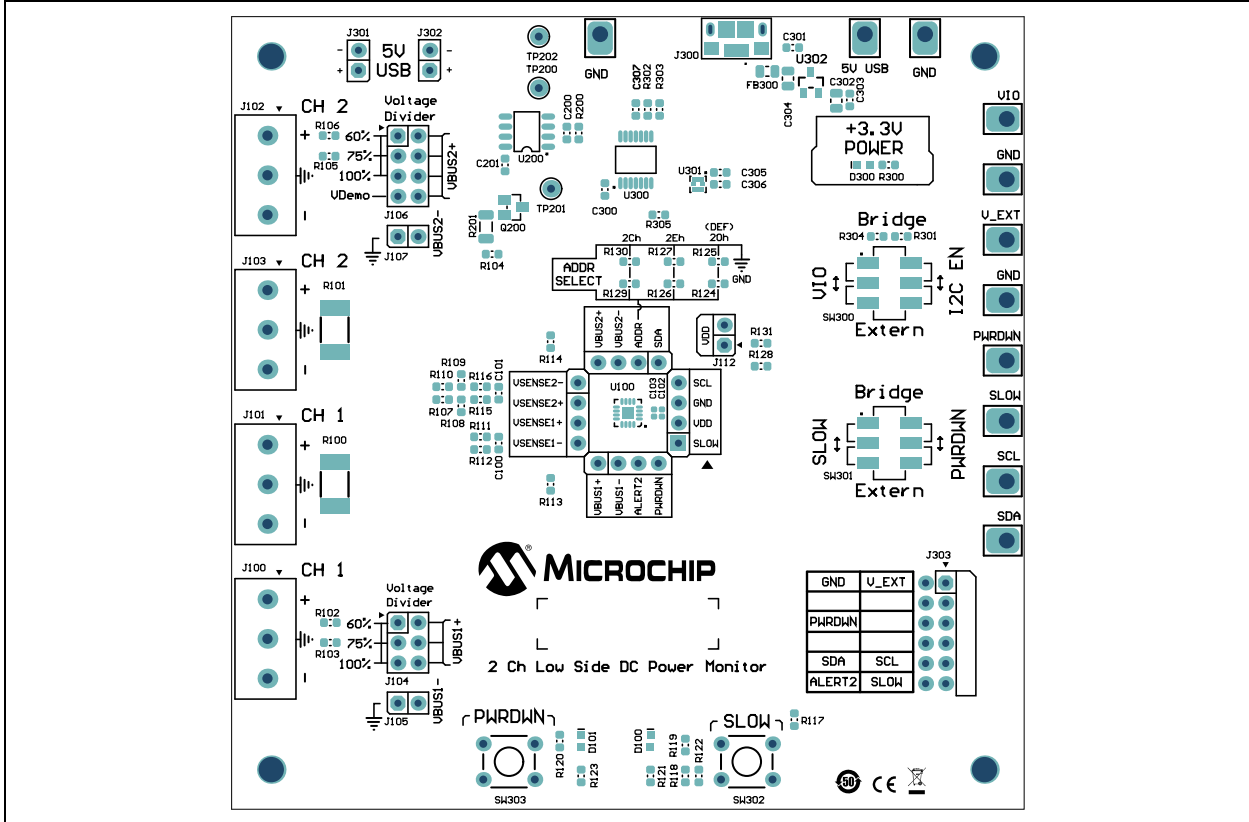 J301 J302
- 5V -
+ USB +
TP202
TP200
GND
J300
C301
U302
FB300
C304
C302
C303
5V USB
GND
VIO
GND
V_EXT
GND
PWRDWN
SLOW
SCL
SDA
J102 CH 2
+
-
R106
R105
Voltage
Divider
60%
75%
100%
VDemo
VBUS2+
J106
VBUS2-
J107
C200
R200
C201
U200
TP201
Q200
R201
R104
C307
R302
R303
U300
C300
U301
C305
C306
R305
+3.3V
POWER
D300 R300
Bridge
R304 R301
VIO
I2C EN
SW300
Extern
J103 CH 2
+
-
R101
(DEF)
2Ch 2Eh 20h
R130 R127 R125
ADDR
SELECT
GND
R129 R126 R124
VBUS2+
VBUS2-
ADDR
SDA
VDD
J112
R131
R128
R114
R109
R110
R116
C101
R107
R108
R115
R111
R112
C100
R113
VSENSE2-
VSENSE2+
VSENSE1+
VSENSE1-
U100
C103
C102
SCL
GND
VDD
SLOW
VBUS1+
VBUS1-
ALERT2
PWRDWN
Bridge
SLOW
PWRDWN
SW301
Extern
J101 CH 1
+
-
R100
MICROCHIP
®
2 Ch Low Side DC Power Monitor
J100 CH 1
+
-
R102
R103
Voltage
Divider
60%
75%
100%
VBUS1+
J104
VBUS1-
J105
J303
GND V_EXT
PWRDWN
SDA SCL
ALERT2 SLOW
PWRDWN
SW303
R120
D101
R123
D100
R121
R119
R118
R122
SLOW
SW302
R117
50
CE